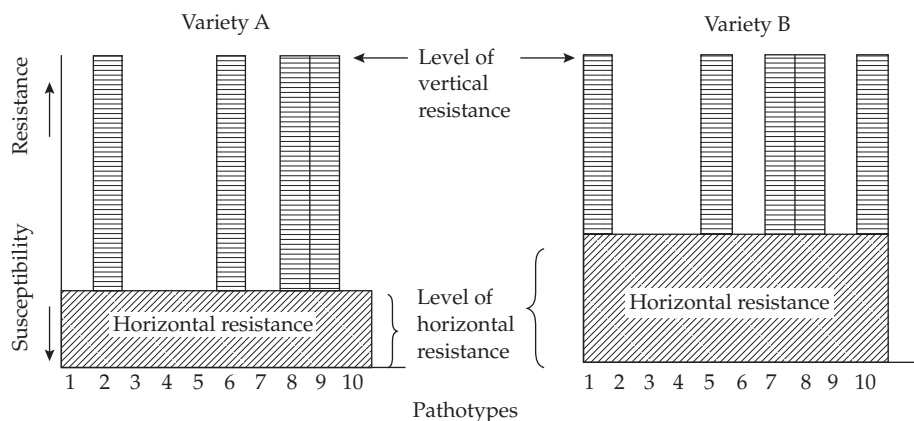 Variety A
Variety B
Resistance
Susceptibility
Level of
vertical
resistance
Horizontal resistance
Level of
horizontal
resistance
Horizontal resistance
1 2 3 4 5 6 7 8 9 10
1 2 3 4 5 6 7 8 9 10
Pathotypes